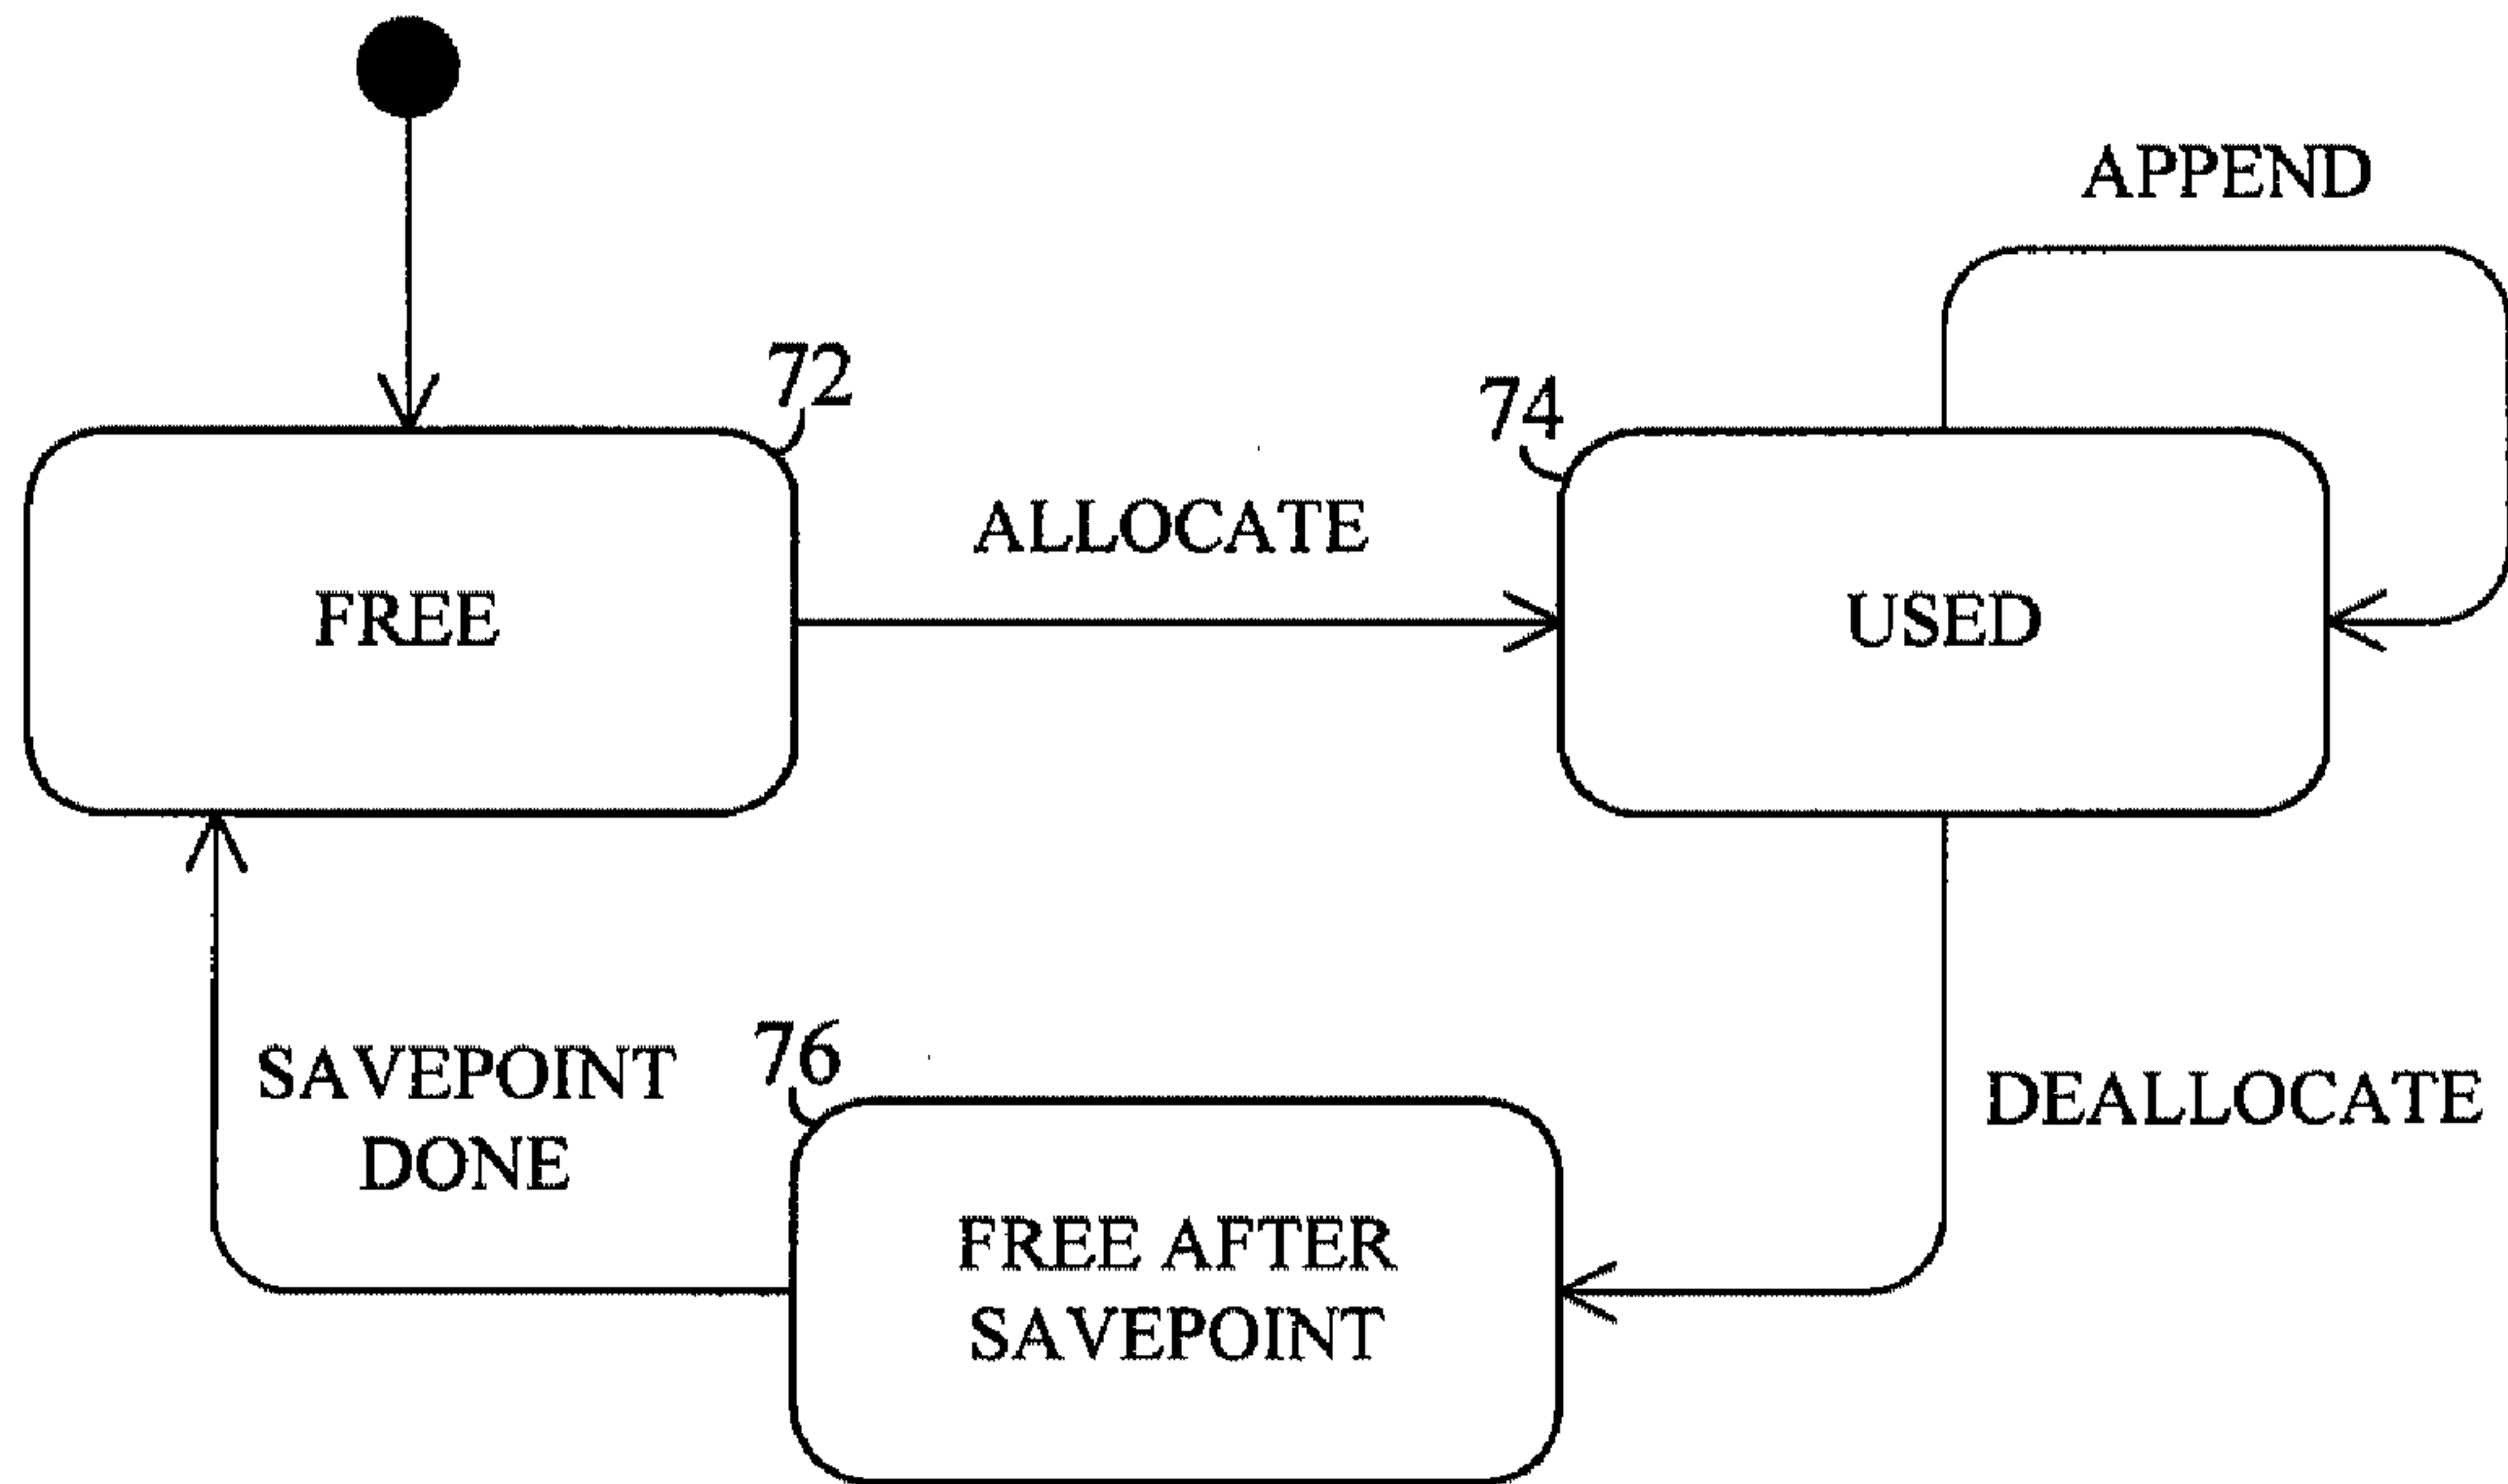 APPEND
72
74
ALLOCATE
FREE
USED
76
SAVEPOINT
DONE
DEALLOCATE
FREE AFTER
SAVEPOINT